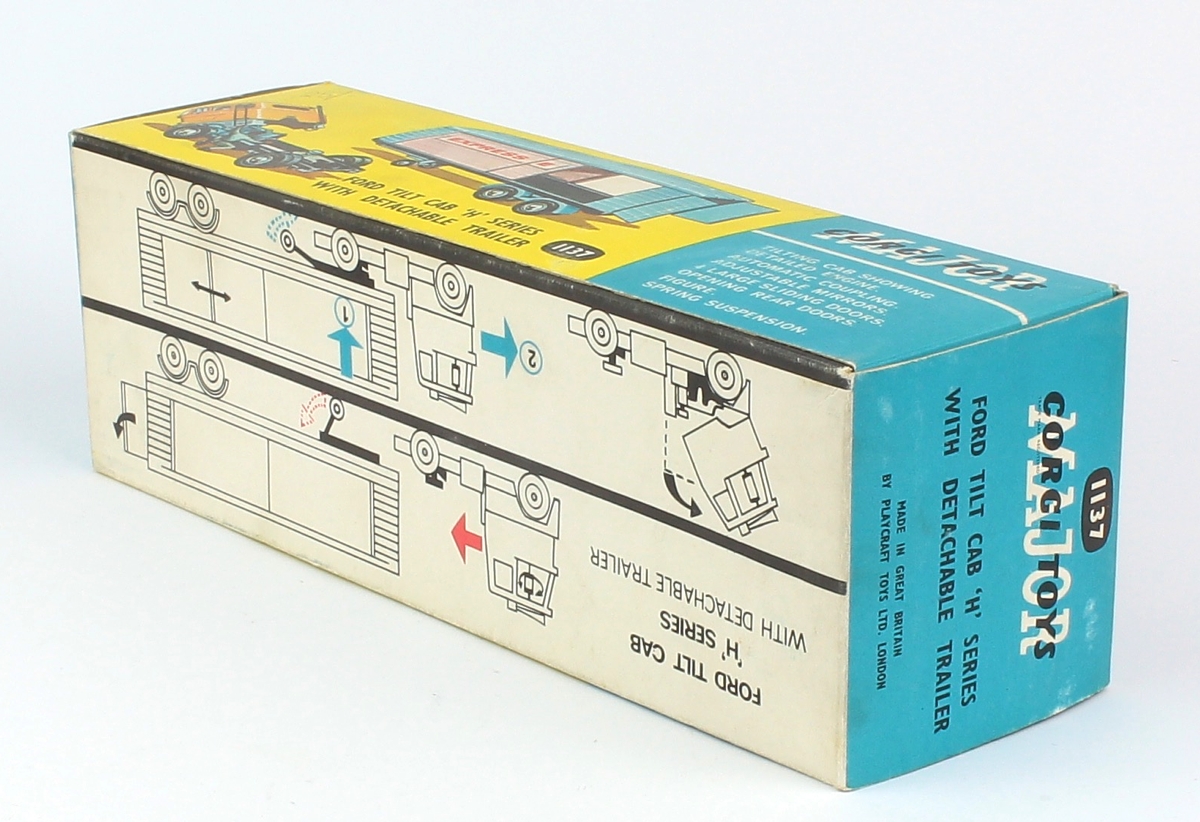 EXPRESS
FORD TILT CAB 'H' SERIES
WITH DETACHABLE TRAILER
1137
CORGI TOYS
TILTING CAB SHOWING
DETAILED ENGINE.
AUTOMATIC COUPLING.
ADJUSTABLE MIRRORS.
4 LARGE SLIDING DOORS.
OPENING REAR DOORS.
FIGURE.
SPRING SUSPENSION
1
2
FORD TILT CAB
'H' SERIES
WITH DETACHABLE TRAILER
1137
CORGI TOYS
MAJOR
FORD TILT CAB 'H' SERIES
WITH DETACHABLE TRAILER
MADE IN GREAT BRITAIN
BY PLAYCRAFT TOYS LTD. LONDON